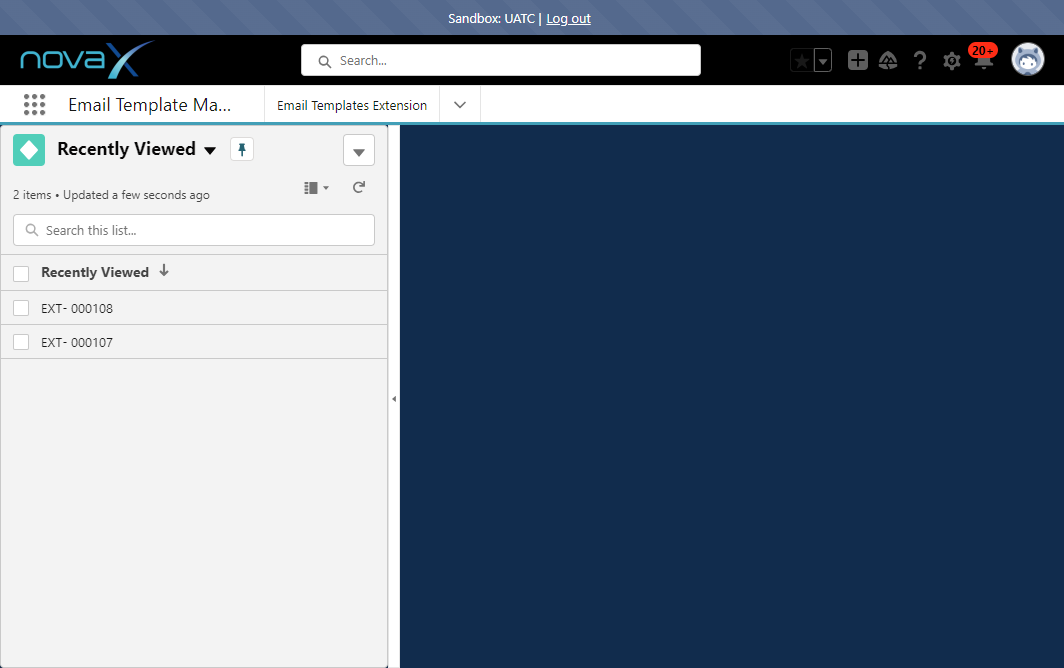 Sandbox: UATC | Log out
novaX
Search...
20+
Email Template Ma...
Email Templates Extension
Recently Viewed
2 items • Updated a few seconds ago
Search this list...
Recently Viewed
EXT- 000108
EXT- 000107